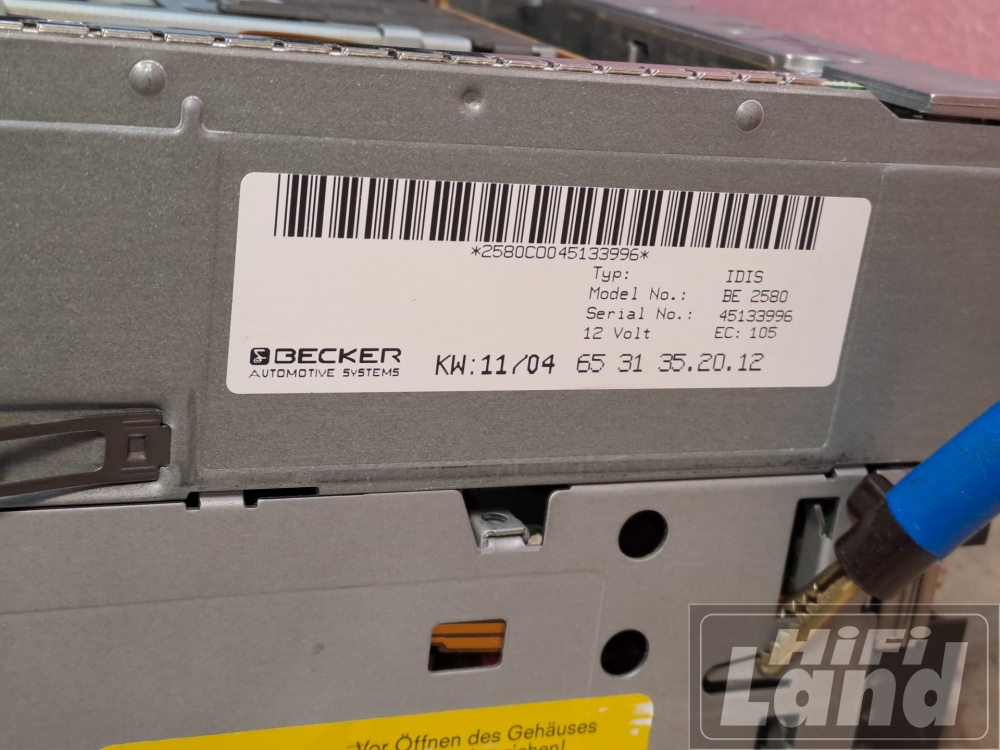 *2580C0045133996*
Typ: IDIS
Model No.: BE 2580
Serial No.: 45133996
12 Volt EC: 105
BECKER
AUTOMOTIVE SYSTEMS
KW:11/04 65 31 35.20.12
HiFi
Land
Vor Öffnen des Gehäuses